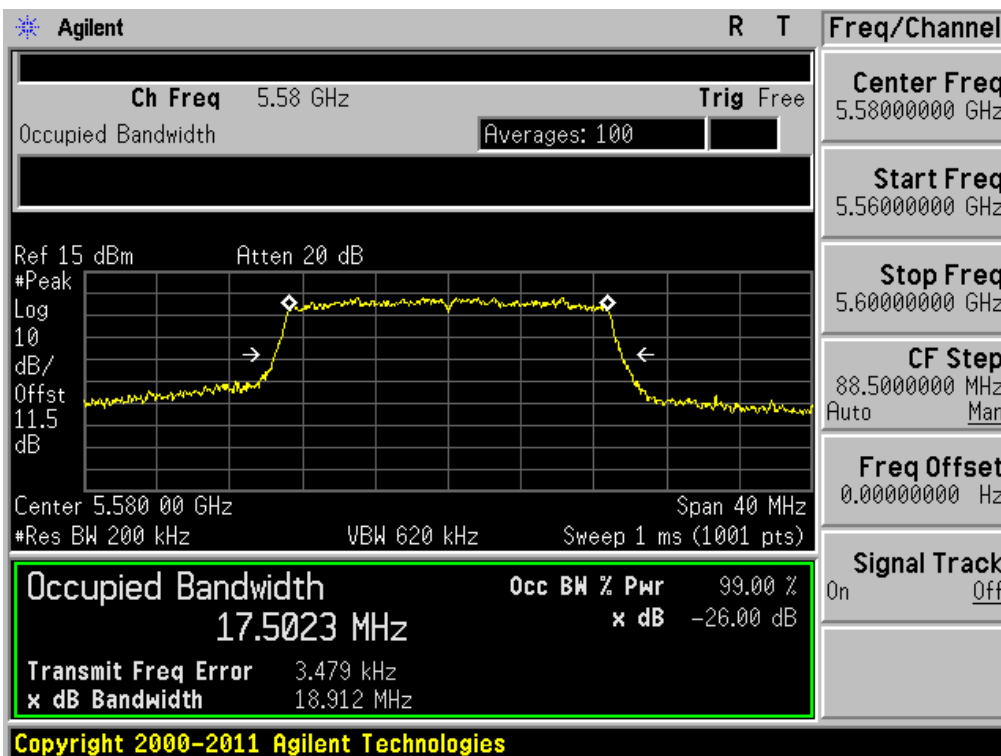 Agilent R T
Ch Freq 5.58 GHz Trig Free
Occupied Bandwidth Averages: 100
Ref 15 dBm Atten 20 dB
#Peak
Log
10
dB/
Offst
11.5
dB
Center 5.580 00 GHz Span 40 MHz
#Res BW 200 kHz VBW 620 kHz Sweep 1 ms (1001 pts)
Occupied Bandwidth Occ BW % Pwr 99.00 %
17.5023 MHz x dB -26.00 dB
Transmit Freq Error 3.479 kHz
x dB Bandwidth 18.912 MHz
Copyright 2000-2011 Agilent Technologies
Freq/Channel
Center Freq
5.58000000 GHz
Start Freq
5.56000000 GHz
Stop Freq
5.60000000 GHz
CF Step
88.5000000 MHz
Auto Man
Freq Offset
0.00000000 Hz
Signal Track
On Off